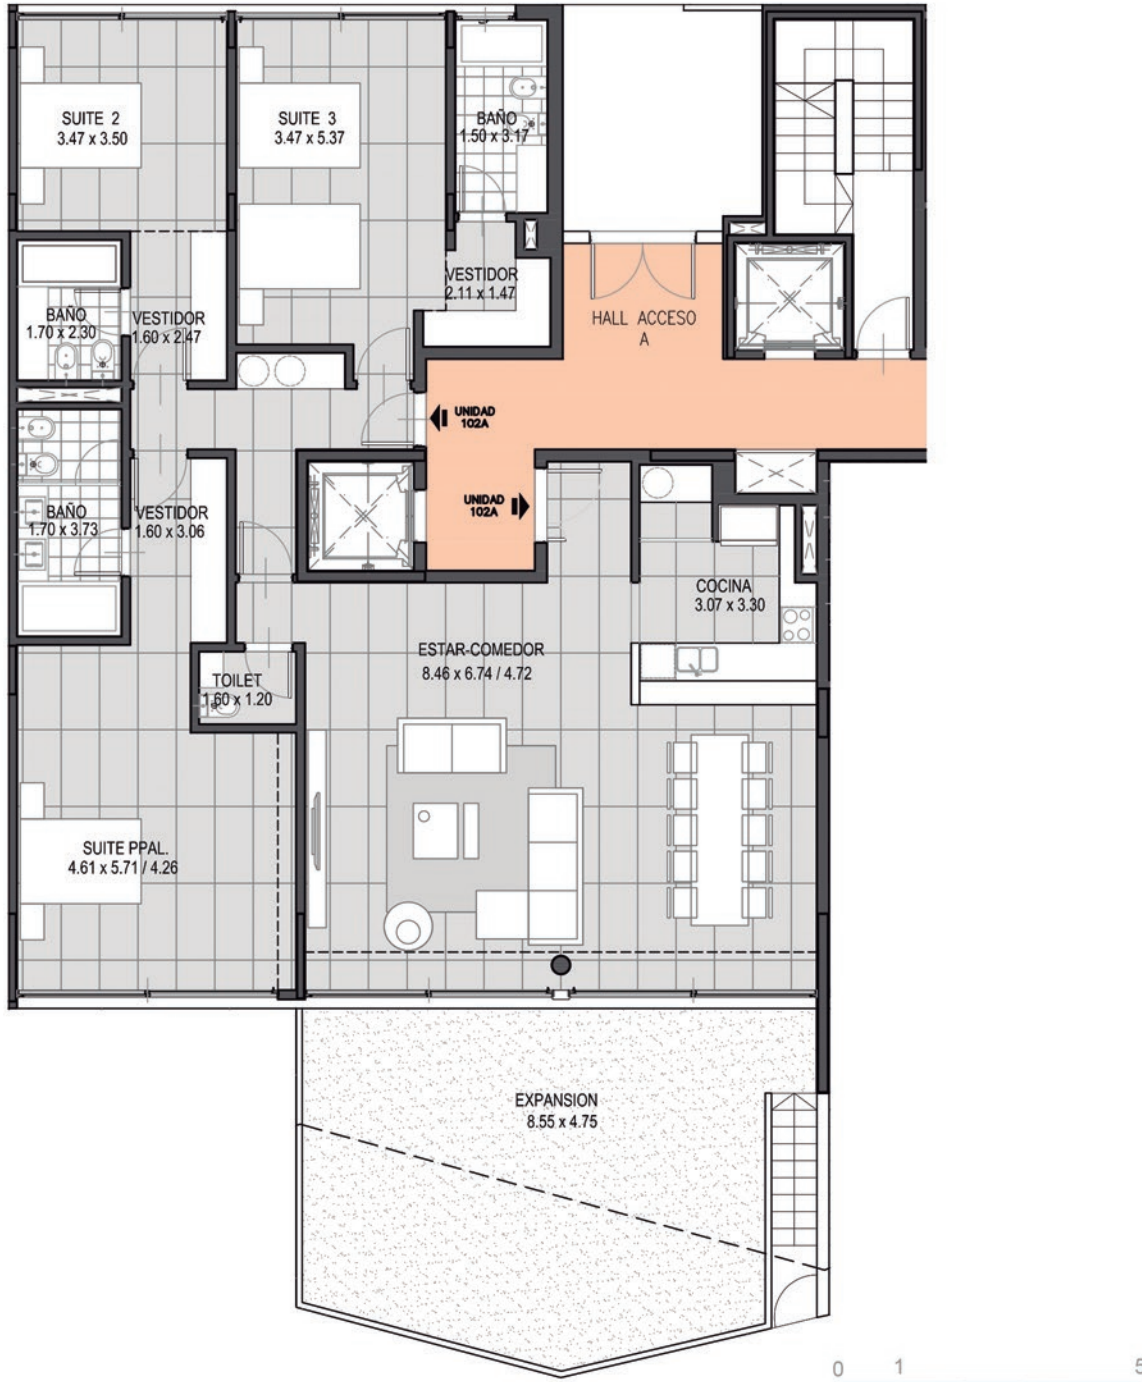 SUITE 2
3.47 x 3.50
SUITE 3
3.47 x 5.37
BAÑO
1.50 x 3.17
VESTIDOR
2.11 x 1.47
HALL ACCESO
A
BAÑO
1.70 x 2.30
VESTIDOR
1.60 x 2.47
UNIDAD
102A
UNIDAD
102A
BAÑO
1.70 x 3.73
VESTIDOR
1.60 x 3.06
COCINA
3.07 x 3.30
ESTAR-COMEDOR
8.46 x 6.74 / 4.72
TOILET
1.60 x 1.20
SUITE PPAL.
4.61 x 5.71 / 4.26
EXPANSION
8.55 x 4.75
0 1 5